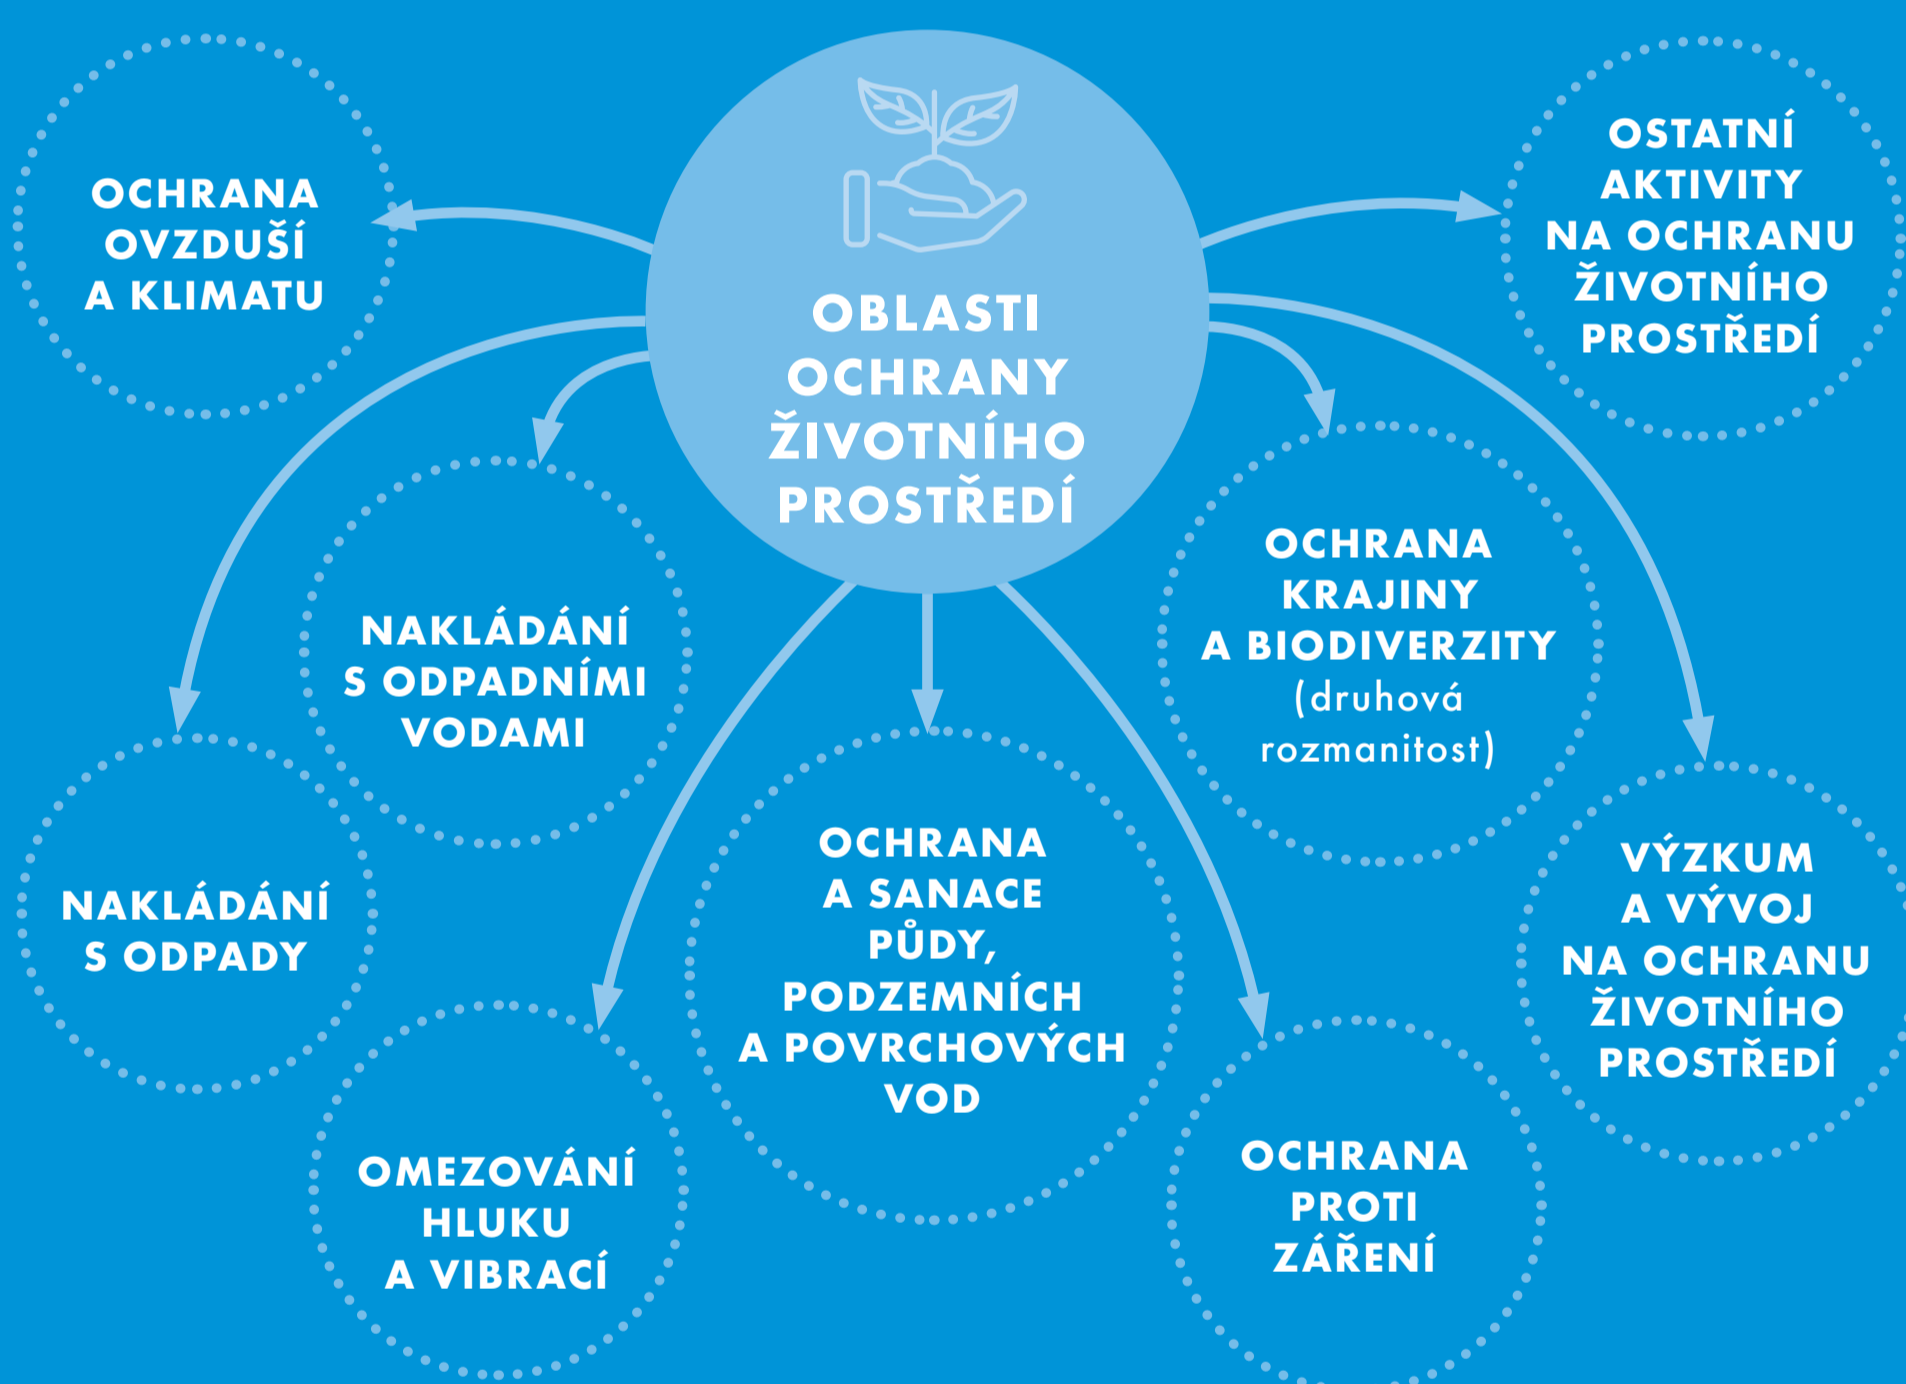 OBLASTI
OCHRANY
ŽIVOTNÍHO
PROSTŘEDÍ
OCHRANA
OVZDUŠÍ
A KLIMATU
NAKLÁDÁNÍ
S ODPADY
NAKLÁDÁNÍ
S ODPADNÍMI
VODAMI
OMEZOVÁNÍ
HLUKU
A VIBRACÍ
OCHRANA
A SANACE
PŮDY,
PODZEMNÍCH
A POVRCHOVÝCH
VOD
OCHRANA
PROTI
ZÁŘENÍ
OCHRANA
KRAJINY
A BIODIVERZITY
(druhová
rozmanitost)
VÝZKUM
A VÝVOJ
NA OCHRANU
ŽIVOTNÍHO
PROSTŘEDÍ
OSTATNÍ
AKTIVITY
NA OCHRANU
ŽIVOTNÍHO
PROSTŘEDÍ